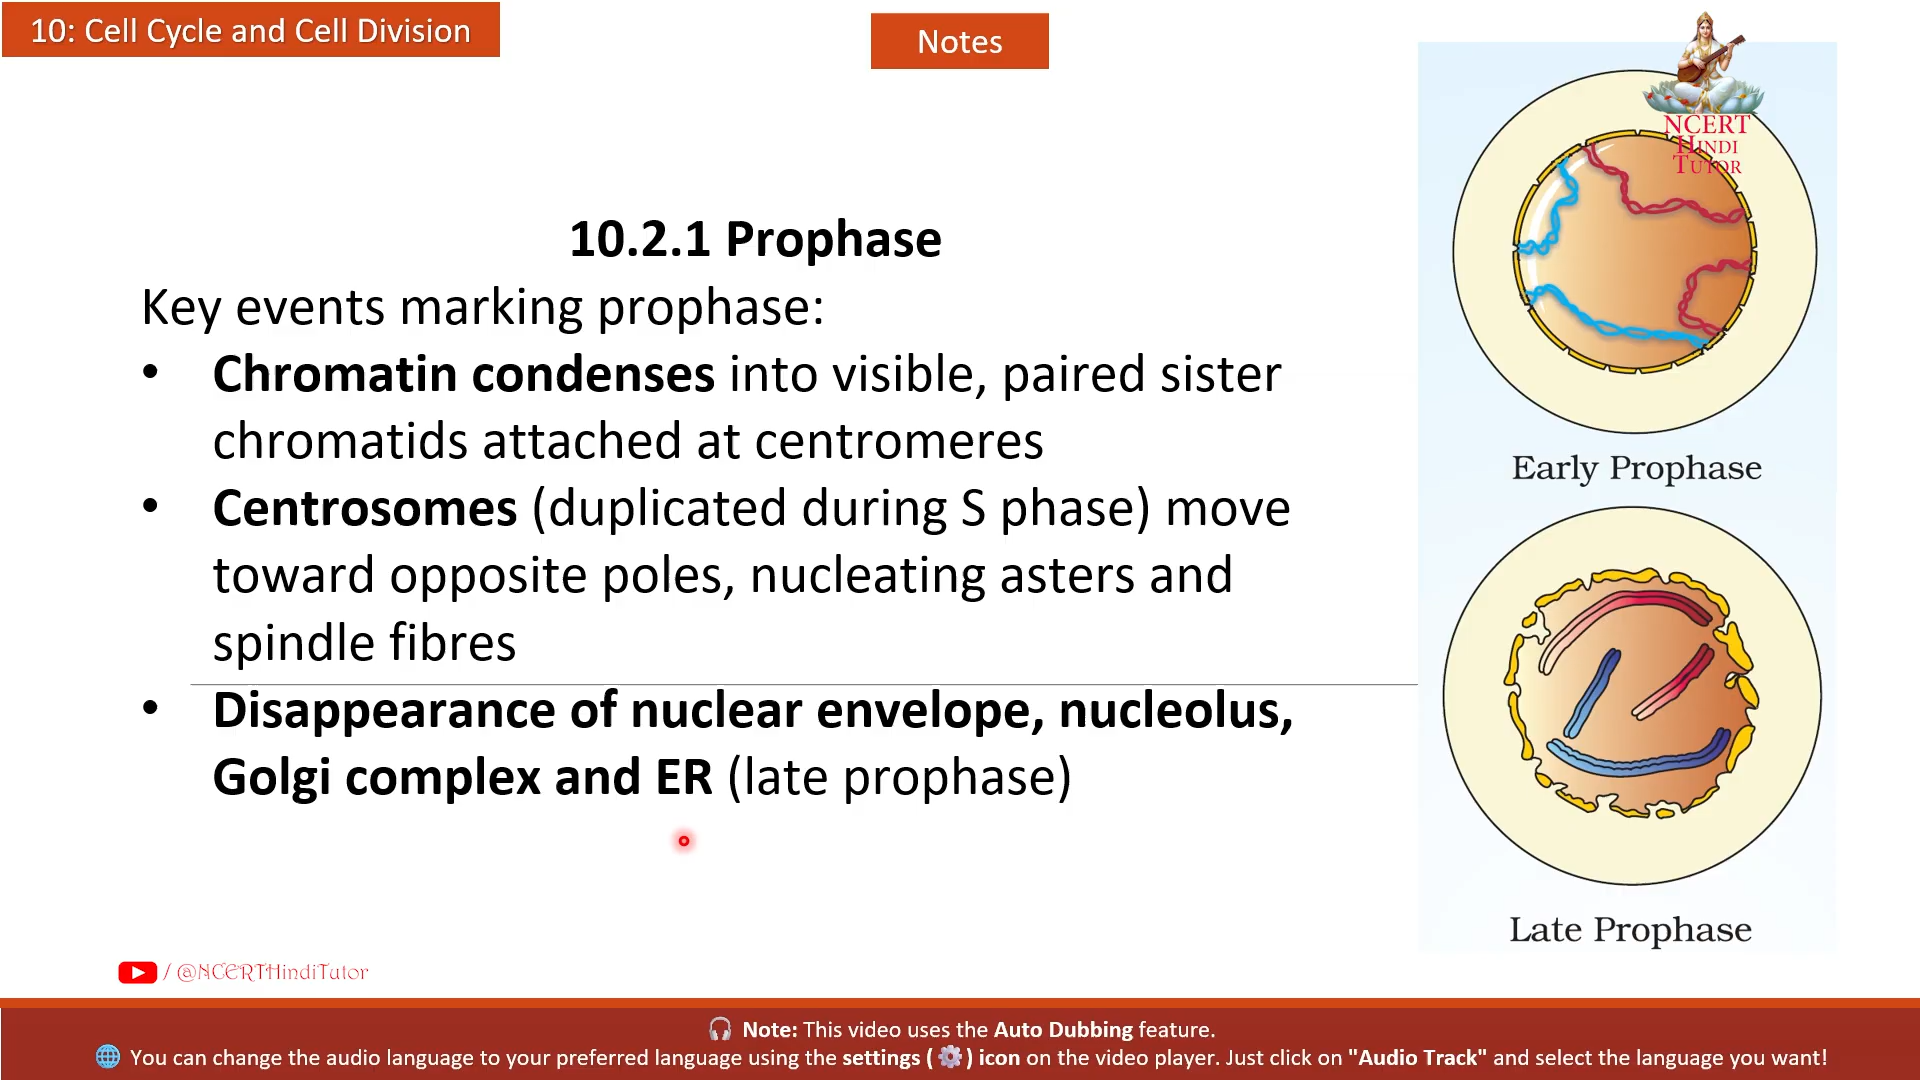 10: Cell Cycle and Cell Division
Notes
NCERT
HINDI
TUTOR
10.2.1 Prophase
Key events marking prophase:
• Chromatin condenses into visible, paired sister
chromatids attached at centromeres
• Centrosomes (duplicated during S phase) move
toward opposite poles, nucleating asters and
spindle fibres
• Disappearance of nuclear envelope, nucleolus,
Golgi complex and ER (late prophase)
Early Prophase
Late Prophase
/ @NCERTHindiTutor
🎧 Note: This video uses the Auto Dubbing feature.
🌐 You can change the audio language to your preferred language using the settings ( ⚙️ ) icon on the video player. Just click on "Audio Track" and select the language you want!